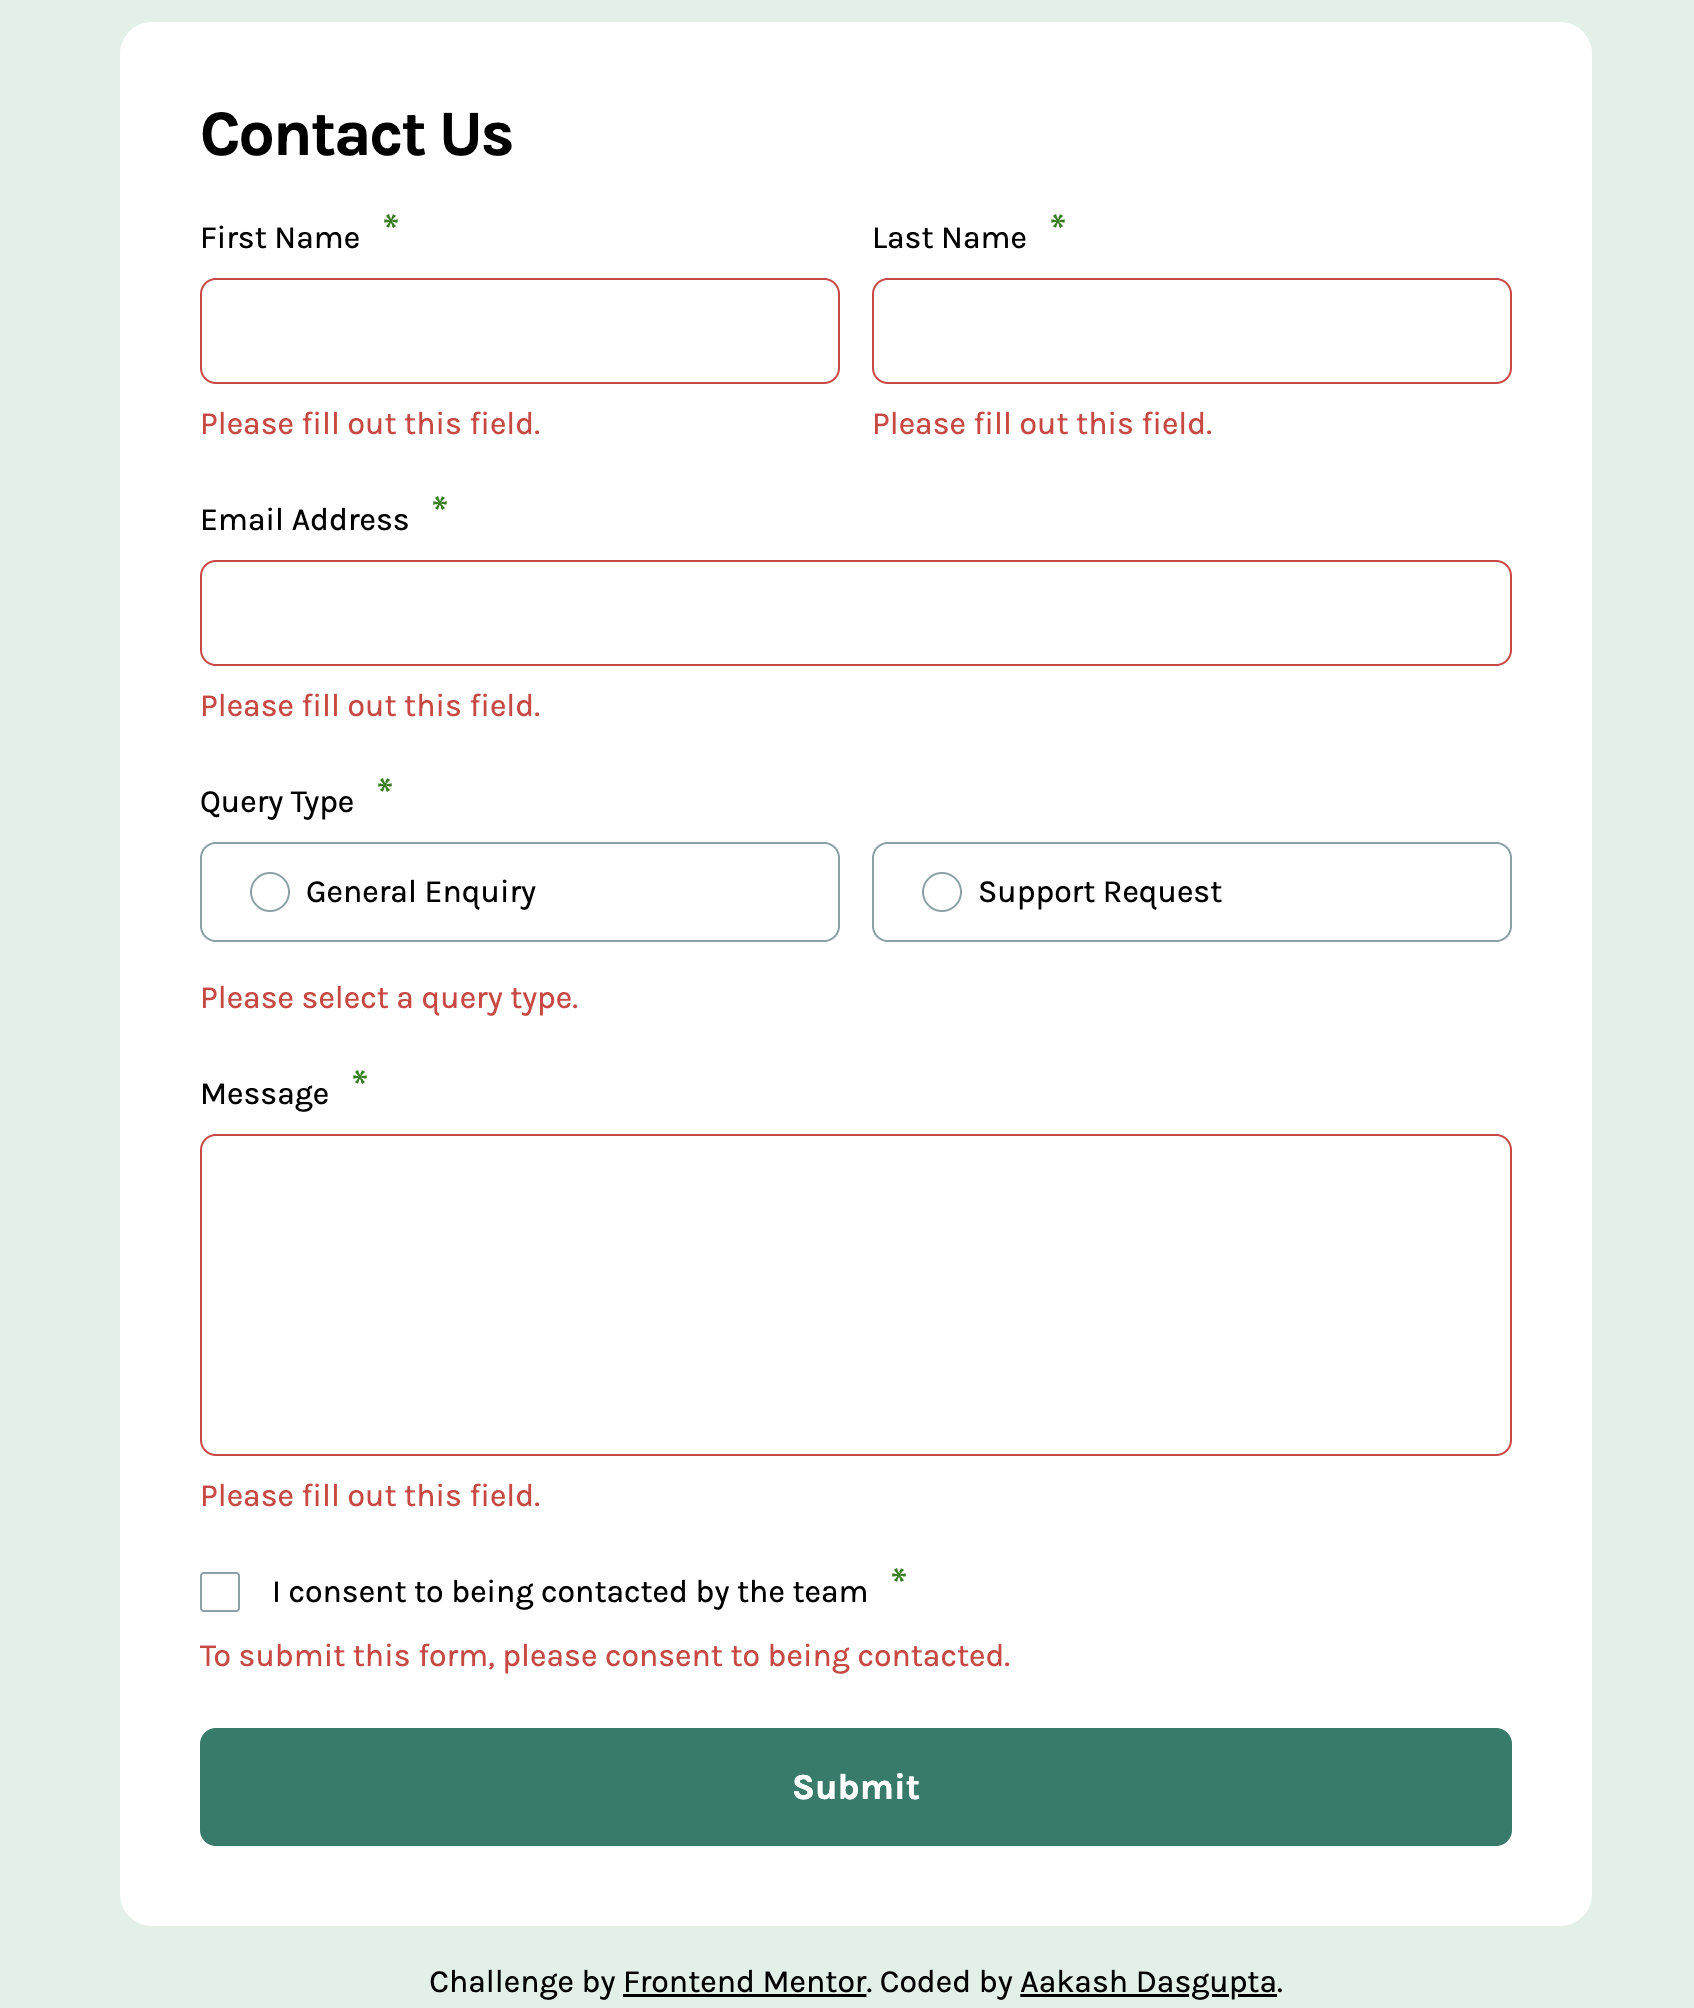 Contact Us
First Name *
Last Name *
Please fill out this field.
Please fill out this field.
Email Address *
Please fill out this field.
Query Type *
General Enquiry
Support Request
Please select a query type.
Message *
Please fill out this field.
I consent to being contacted by the team *
To submit this form, please consent to being contacted.
Submit
Challenge by Frontend Mentor. Coded by Aakash Dasgupta.